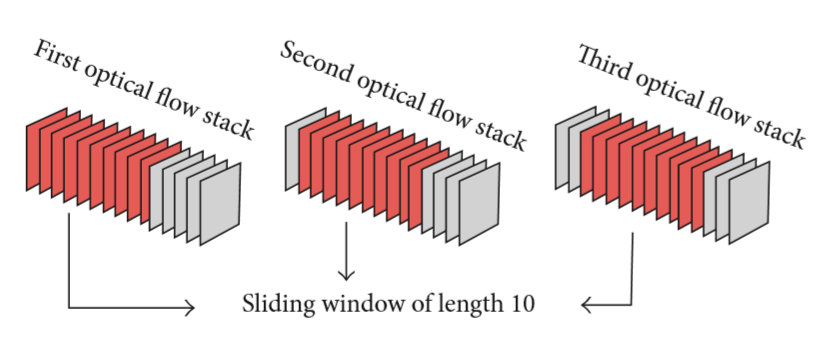 First optical flow stack
Second optical flow stack
Third optical flow stack
Sliding window of length 10